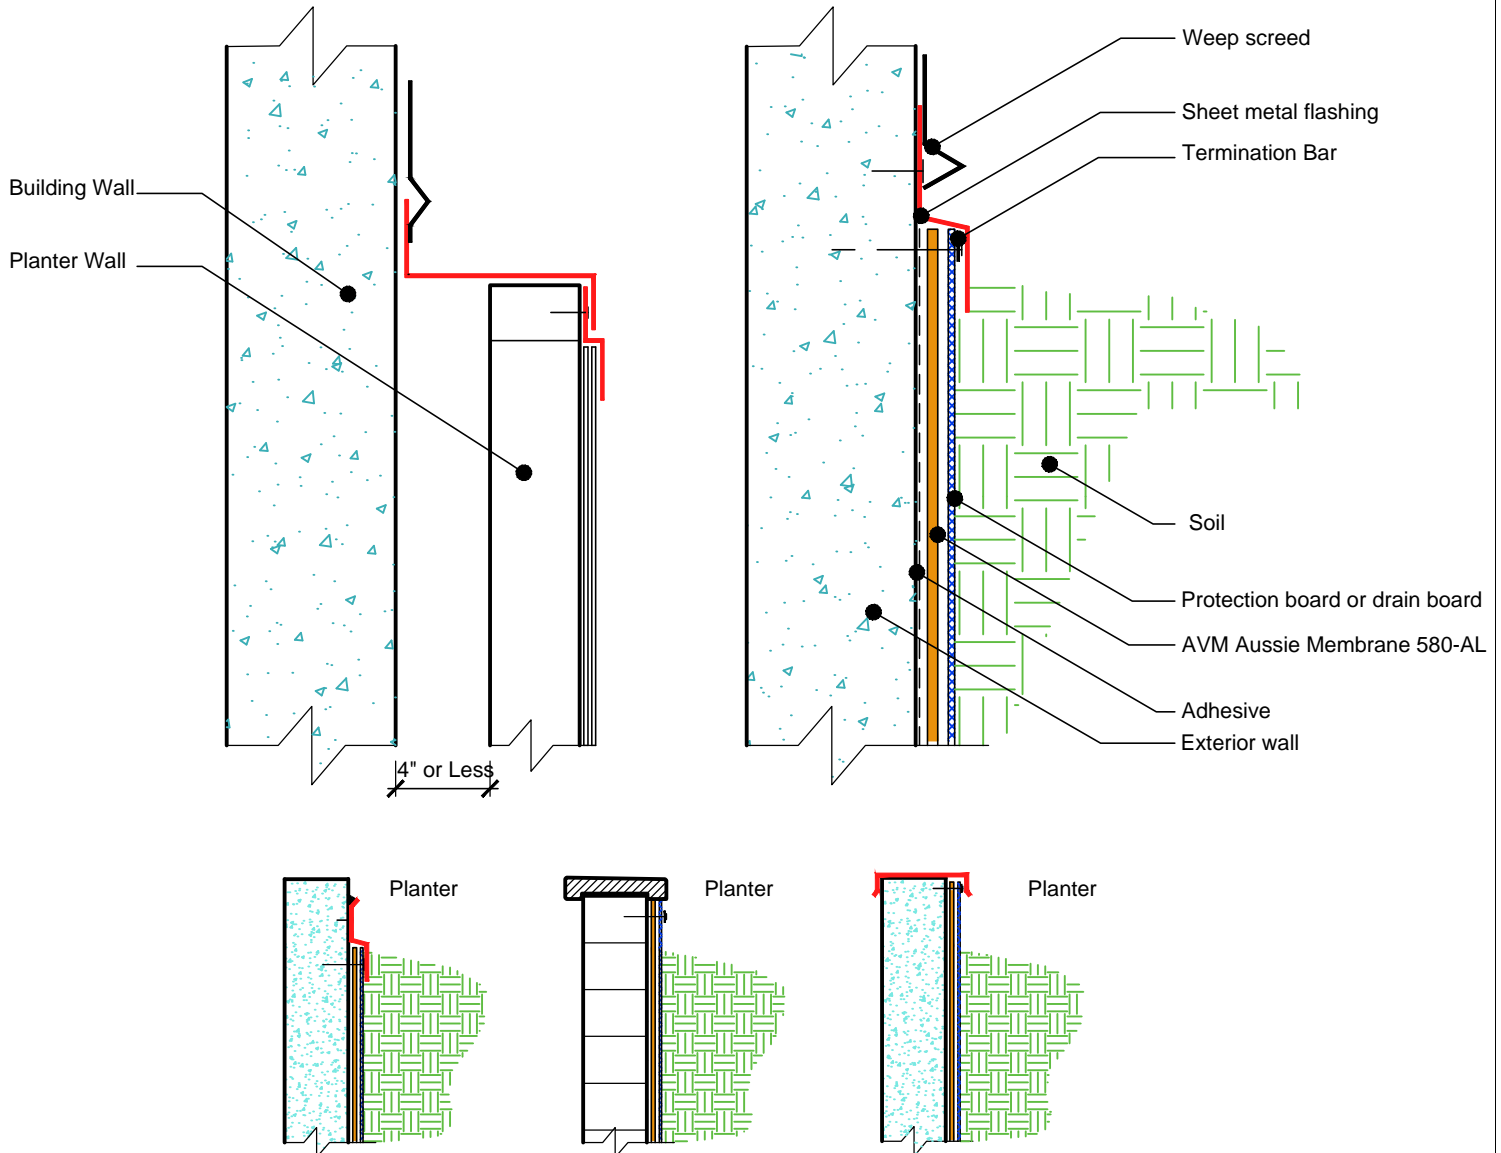 Weep screed
Sheet metal flashing
Termination Bar
Building Wall
Planter Wall
Soil
Protection board or drain board
AVM Aussie Membrane 580-AL
Adhesive
Exterior wall
4" or Less
Planter
Planter
Planter